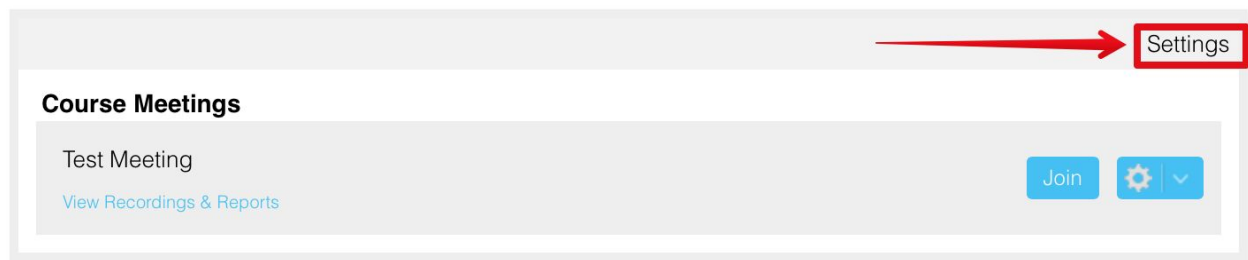 Settings
Course Meetings
Test Meeting
Join
View Recordings & Reports